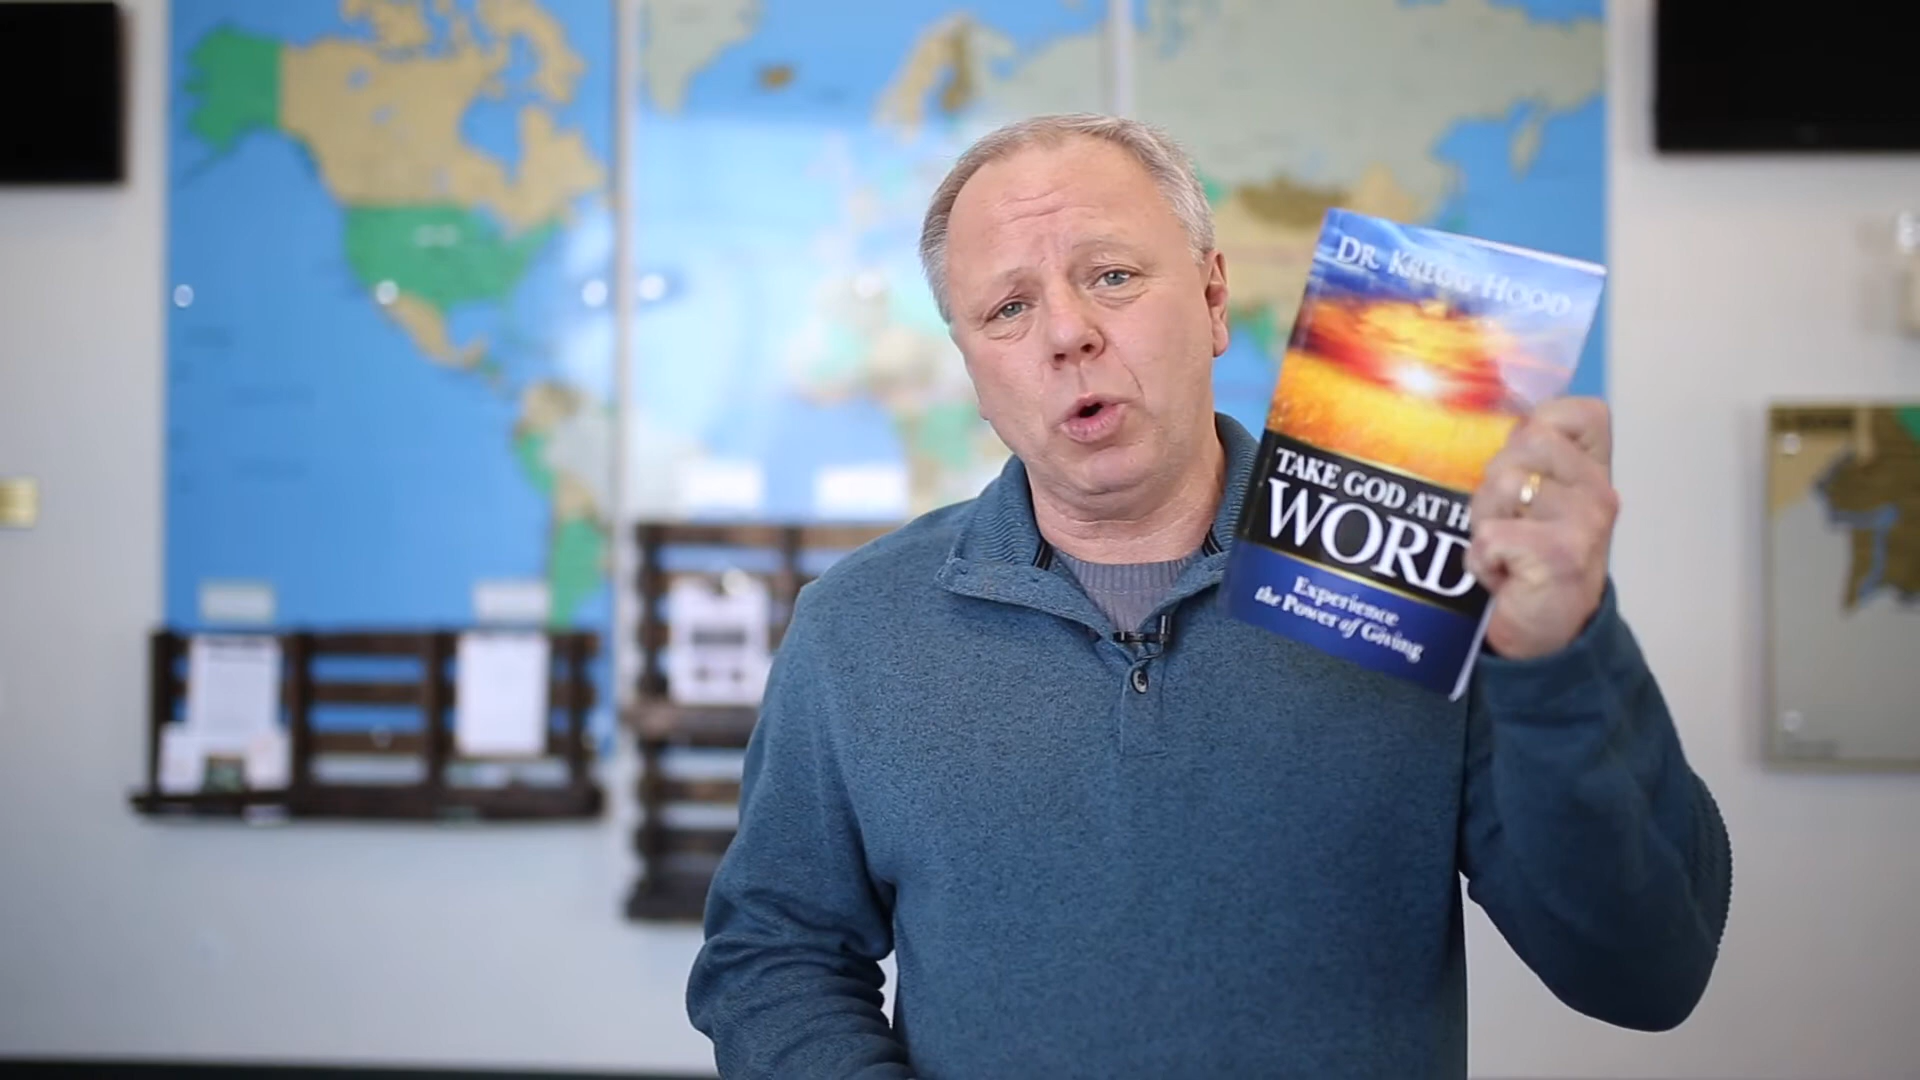 DR. KREGG HOOD
TAKE GOD AT H
WORD
Experience
the Power of Giving